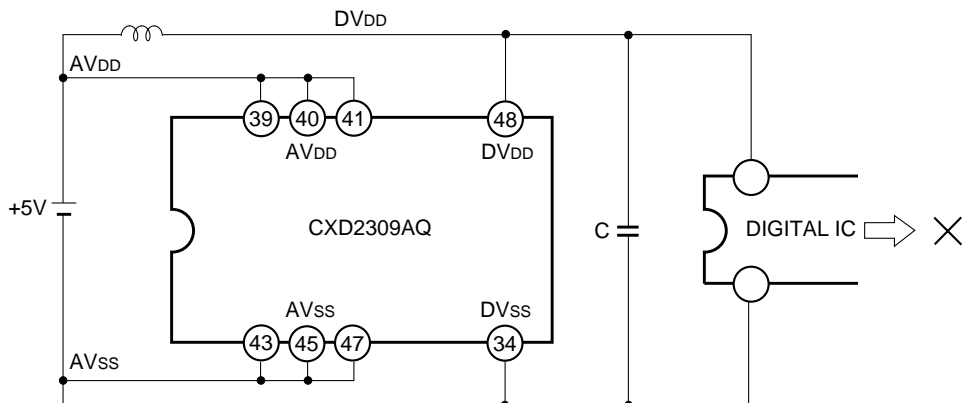 DVDD
AVDD
39 40 41 48
AVDD DVDD
+5V
CXD2309AQ
C
DIGITAL IC
AVSS DVSS
43 45 47 34
AVSS